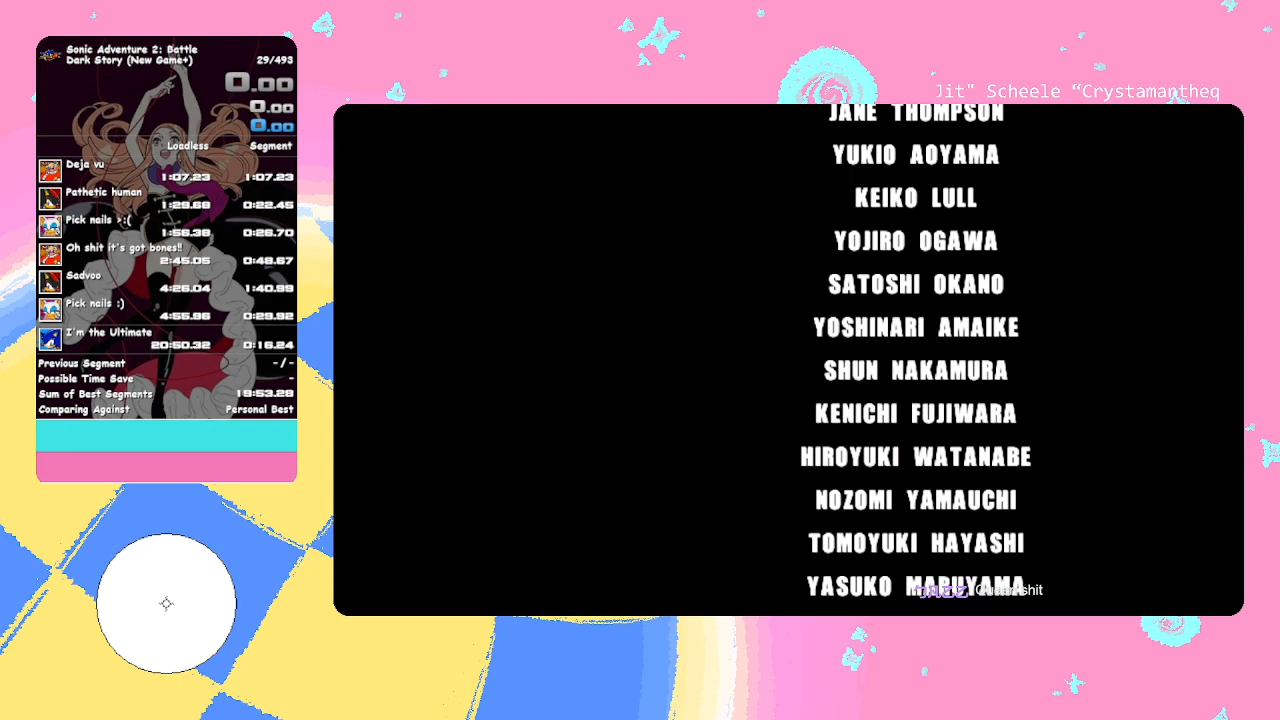 Sonic Adventure 2: Battle
Dark Story (New Game+)
29/493
0.00
0.00
0.00
Loadless Segment
Deja vu
1:07.23 1:07.23
Pathetic human
1:29.68 0:22.45
Pick nails >:(
1:56.38 0:26.70
Oh shit it's got bones!!
2:45.05 0:48.67
Sadvoo
4:26.04 1:40.99
Pick nails :)
4:55.96 0:29.92
I'm the Ultimate
20:50.32 0:16.24
Previous Segment -/-
Possible Time Save -
Sum of Best Segments 19:53.28
Comparing Against Personal Best
Jit" Scheele "Crystamantheq
JANE THOMPSON
YUKIO AOYAMA
KEIKO LULL
YOJIRO OGAWA
SATOSHI OKANO
YOSHINARI AMAIKE
SHUN NAKAMURA
KENICHI FUJIWARA
HIROYUKI WATANABE
NOZOMI YAMAUCHI
TOMOYUKI HAYASHI
YASUKO MARUYAMA